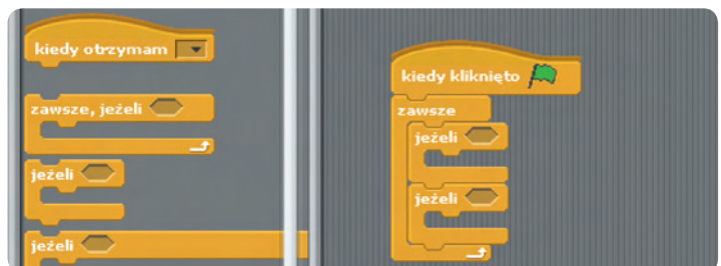 kiedy otrzymam
zawsze, jeżeli
jeżeli
jeżeli
kiedy kliknięto
zawsze
jeżeli
jeżeli